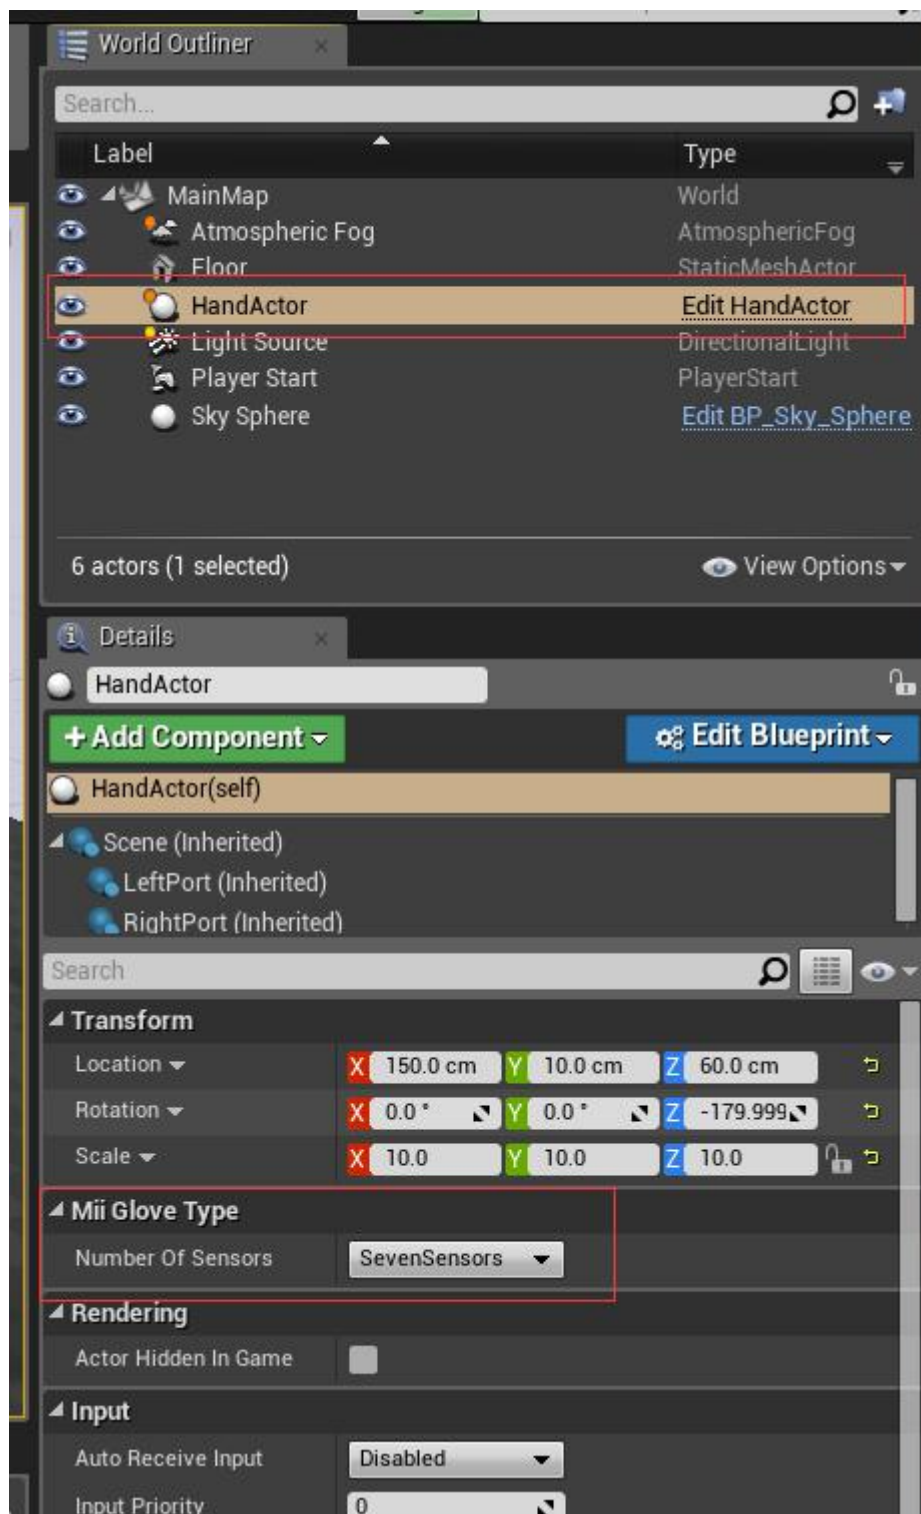 World Outliner
Search...
Label Type
MainMap World
Atmospheric Fog AtmosphericFog
Floor StaticMeshActor
HandActor Edit HandActor
Light Source DirectionalLight
Player Start PlayerStart
Sky Sphere Edit BP_Sky_Sphere
6 actors (1 selected) View Options
Details
HandActor
+ Add Component Edit Blueprint
HandActor(self)
Scene (Inherited)
LeftPort (Inherited)
RightPort (Inherited)
Search
Transform
Location X 150.0 cm Y 10.0 cm Z 60.0 cm
Rotation X 0.0 ° Y 0.0 ° Z -179.999
Scale X 10.0 Y 10.0 Z 10.0
Mii Glove Type
Number Of Sensors SevenSensors
Rendering
Actor Hidden In Game
Input
Auto Receive Input Disabled
Input Priority 0